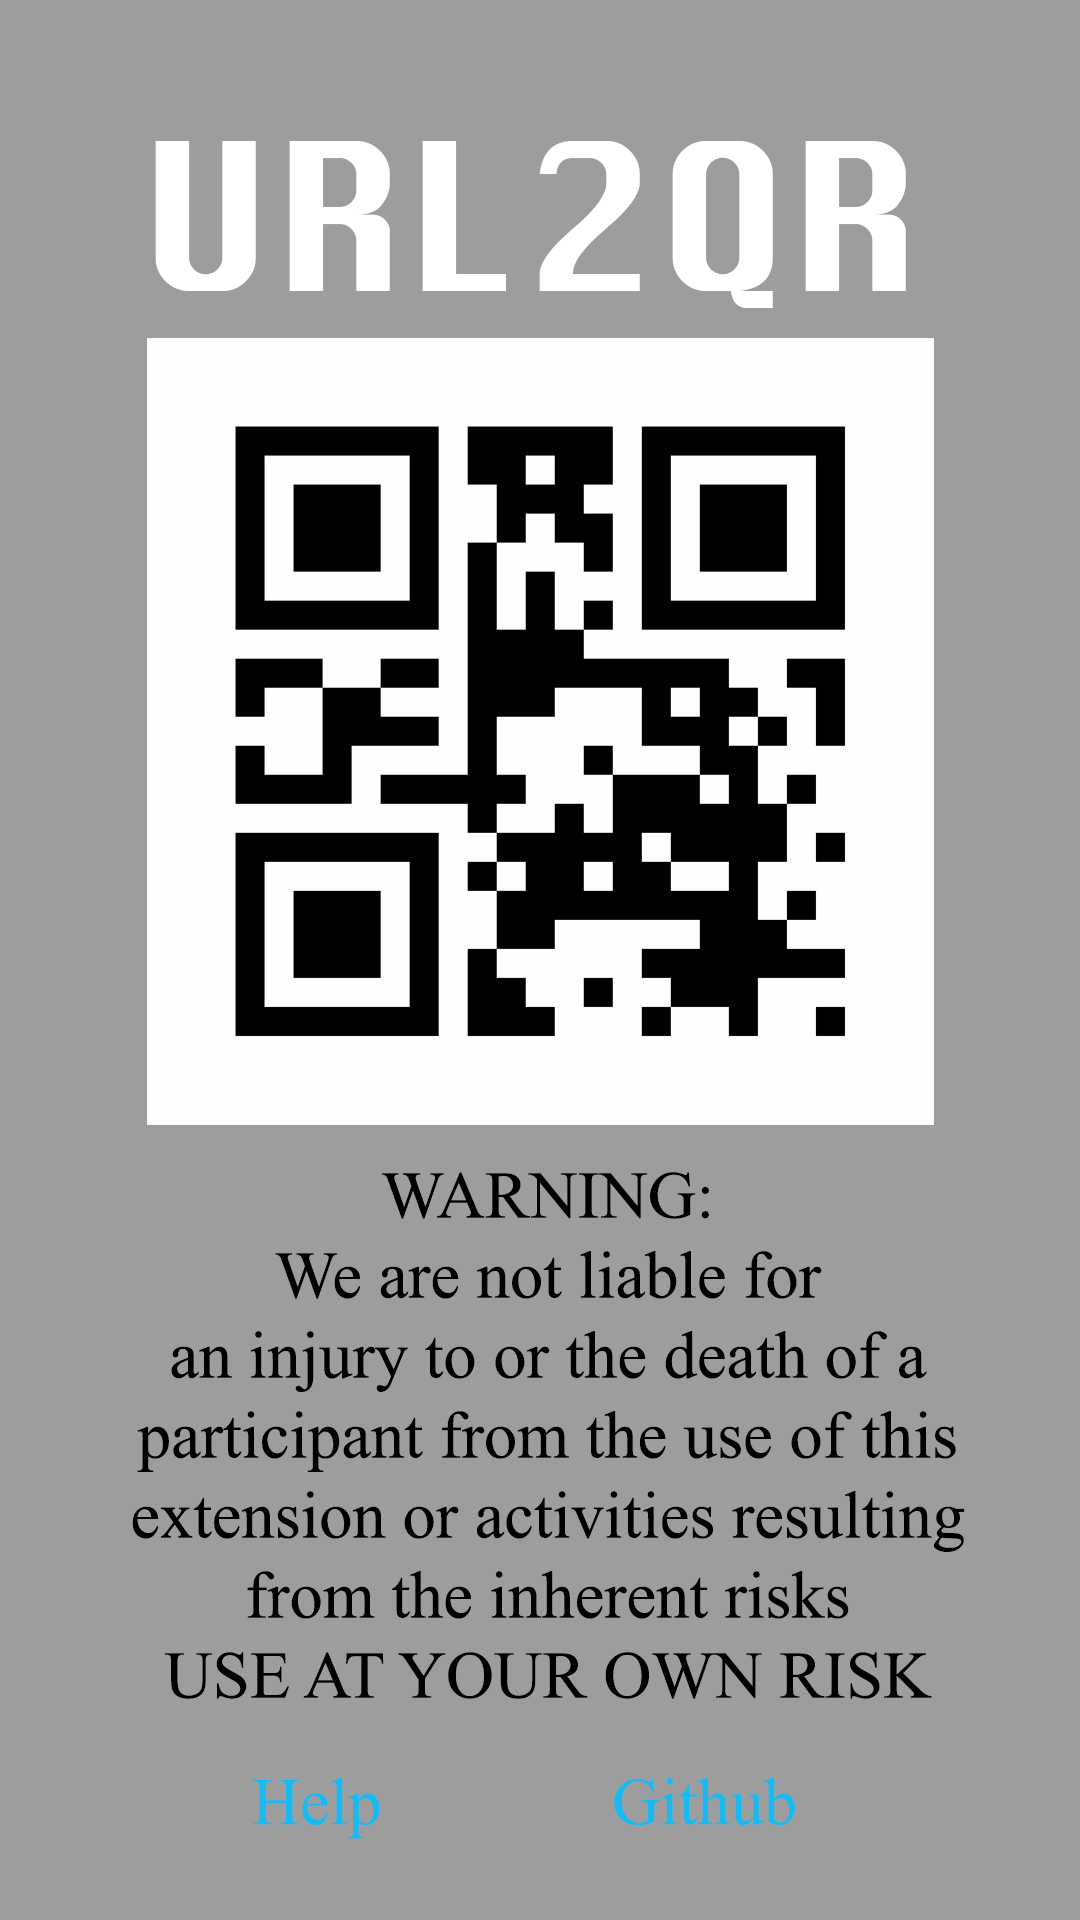 URL2QR
WARNING:
We are not liable for
an injury to or the death of a
participant from the use of this
extension or activities resulting
from the inherent risks
USE AT YOUR OWN RISK
Help Github